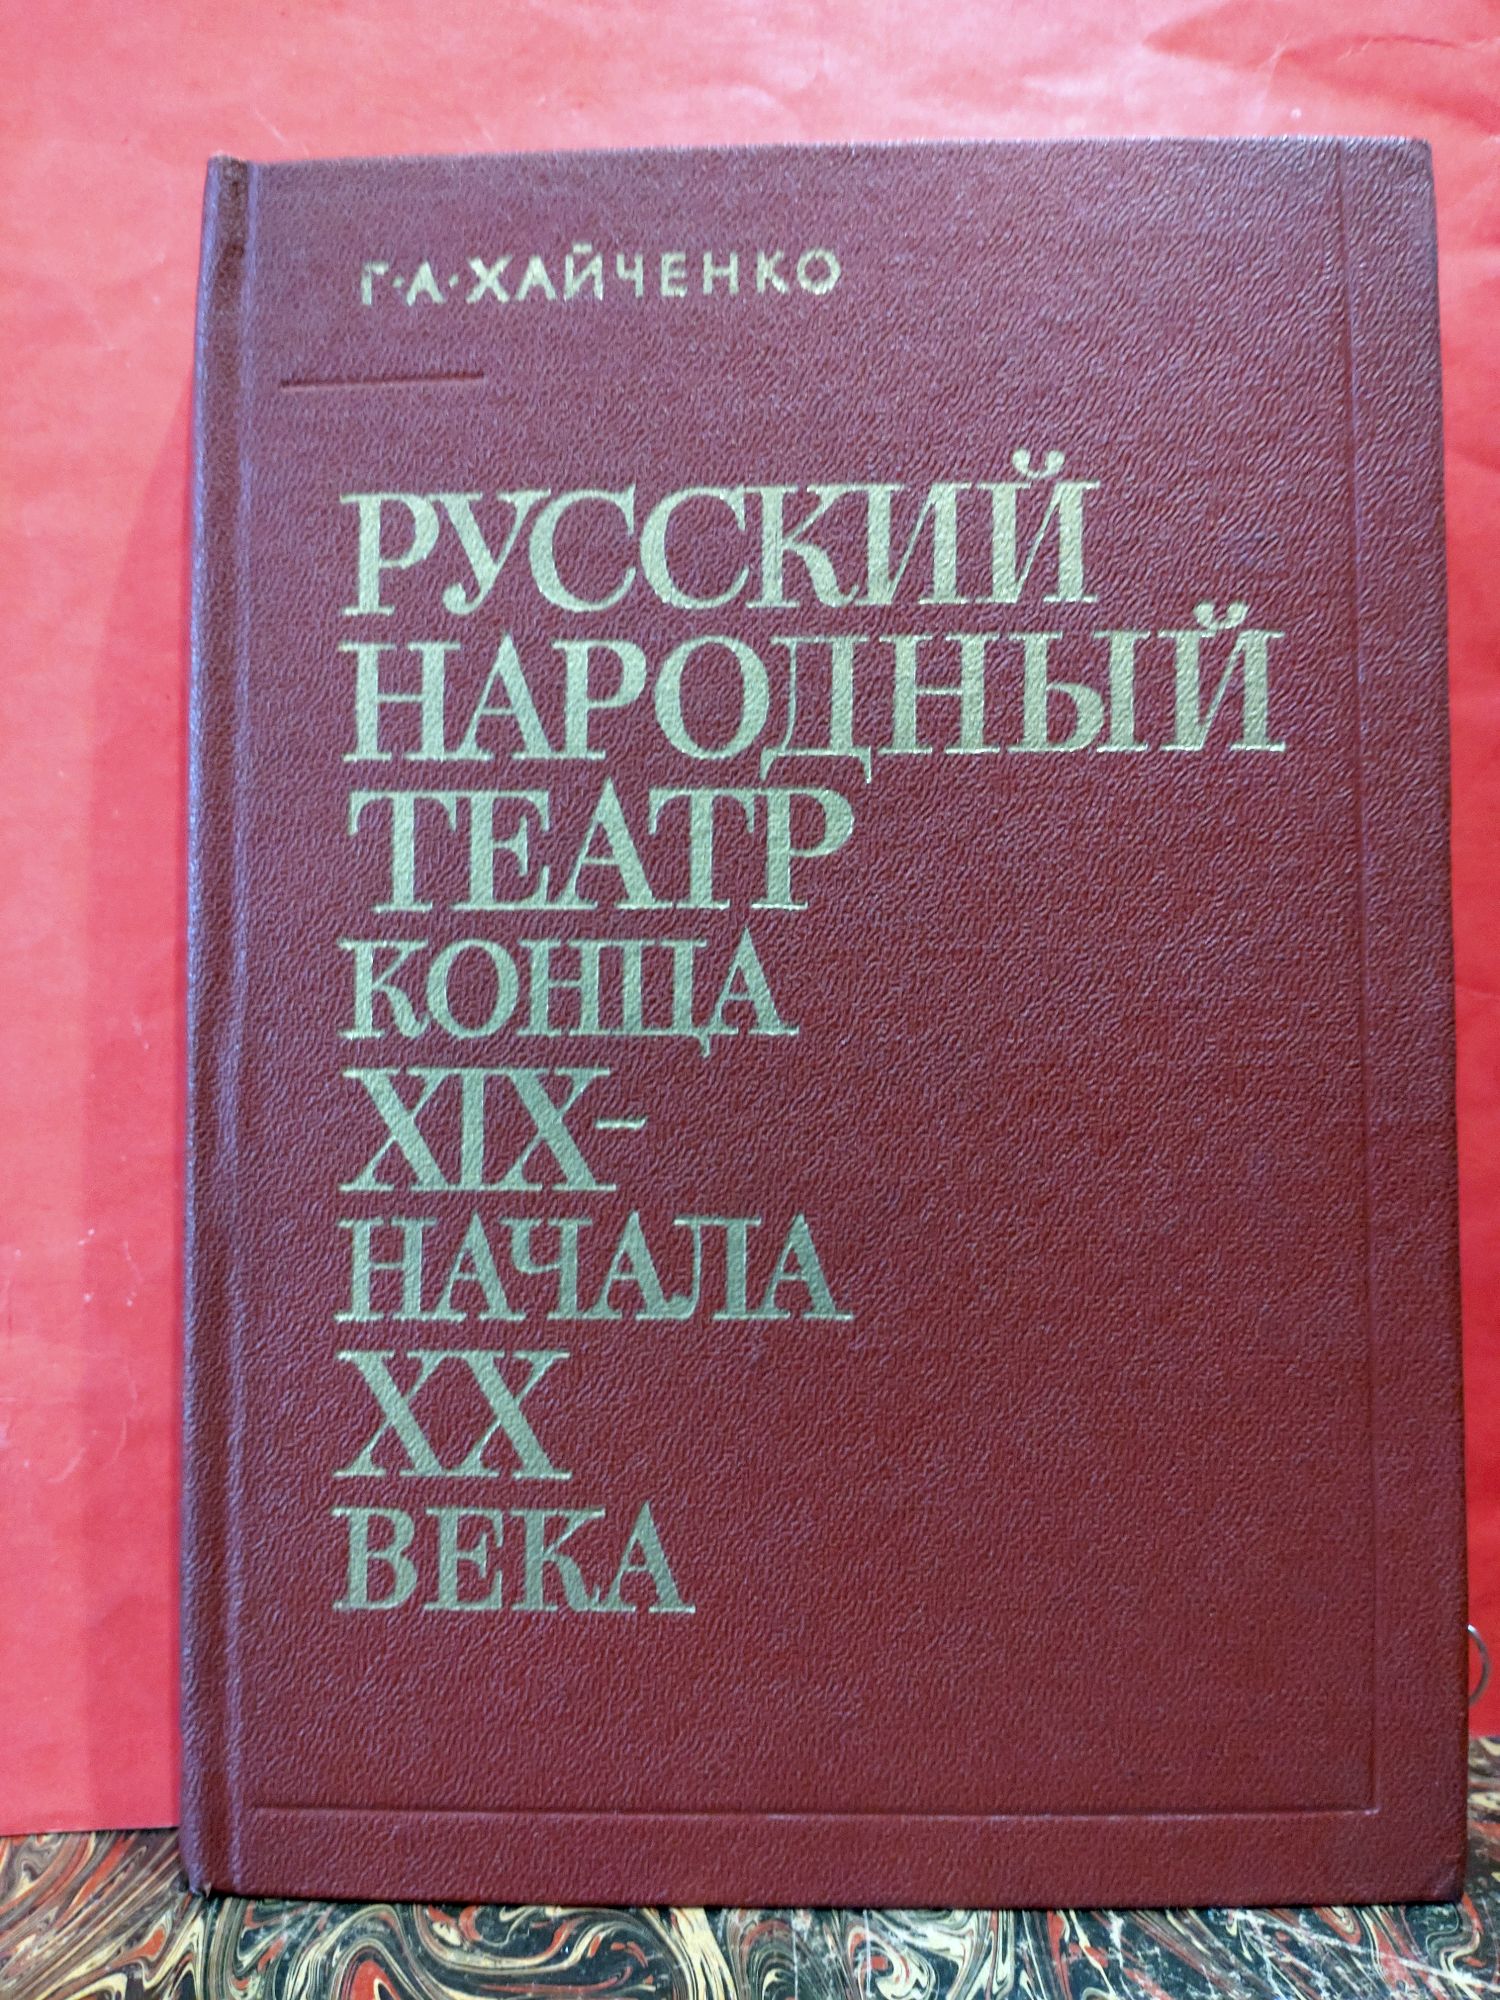 Г·А·ХАЙЧЕНКО
РУССКИЙ
НАРОДНЫЙ
ТЕАТР
КОНЦА
XIX-
НАЧАЛА
XX
ВЕКА